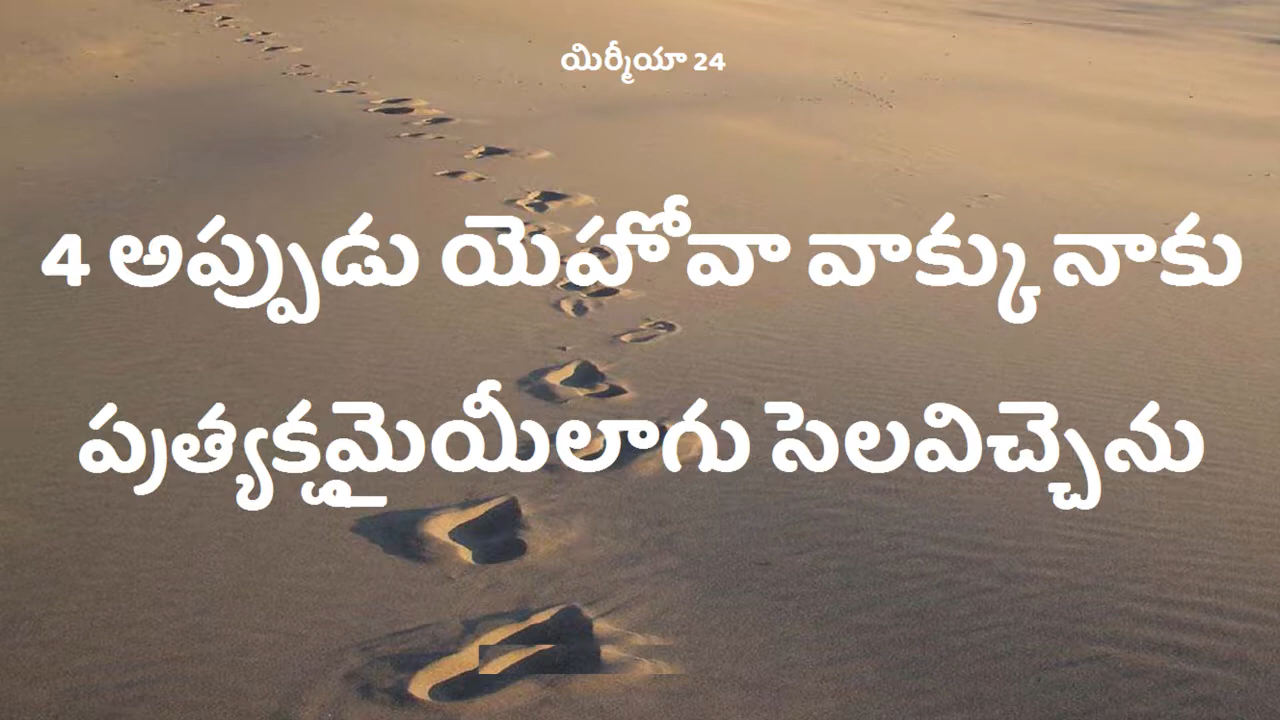 యిర్మీయా 24
4 అప్పుడు యెహోవా వాక్కు నాకు
ప్రత్యక్షమైయీలాగు సెలవిచ్చెను